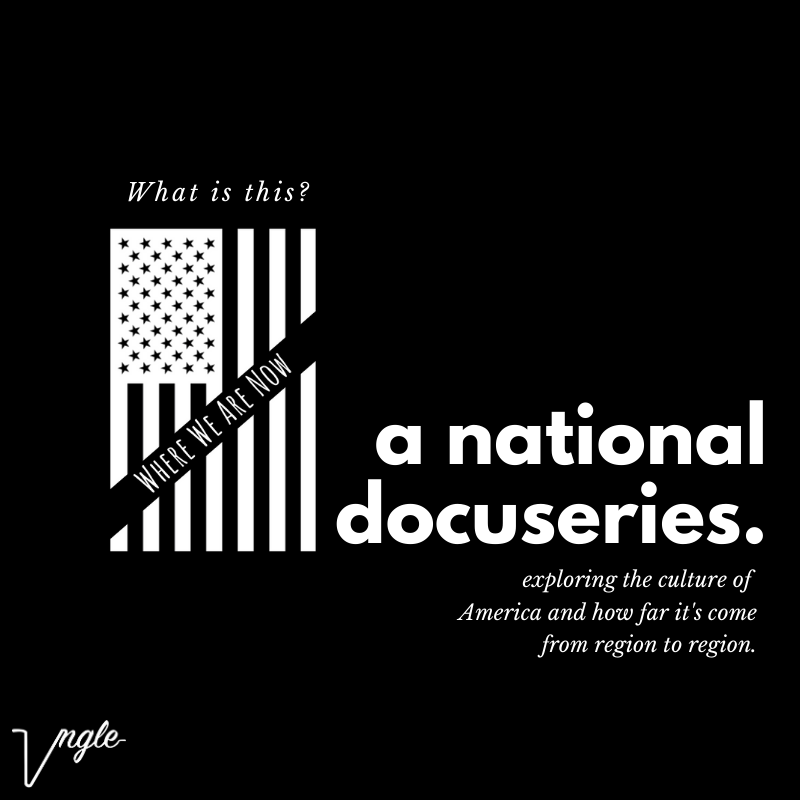 What is this?
Where We Are Now
a national
docuseries.
exploring the culture of
America and how far it's come
from region to region.
Vngle